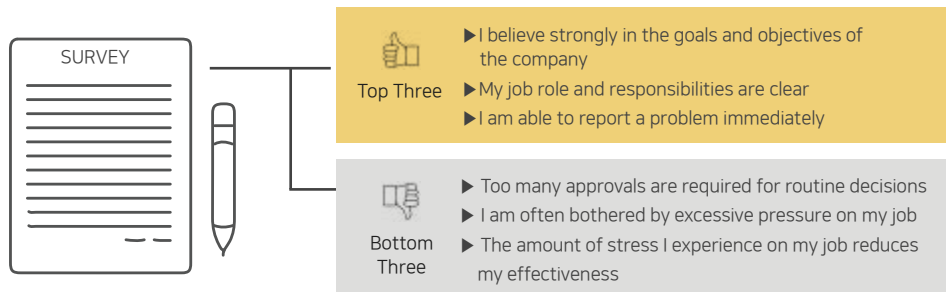 SURVEY
Top Three
▶I believe strongly in the goals and objectives of
the company
▶My job role and responsibilities are clear
▶I am able to report a problem immediately
Bottom
Three
▶ Too many approvals are required for routine decisions
▶ I am often bothered by excessive pressure on my job
▶ The amount of stress I experience on my job reduces
my effectiveness